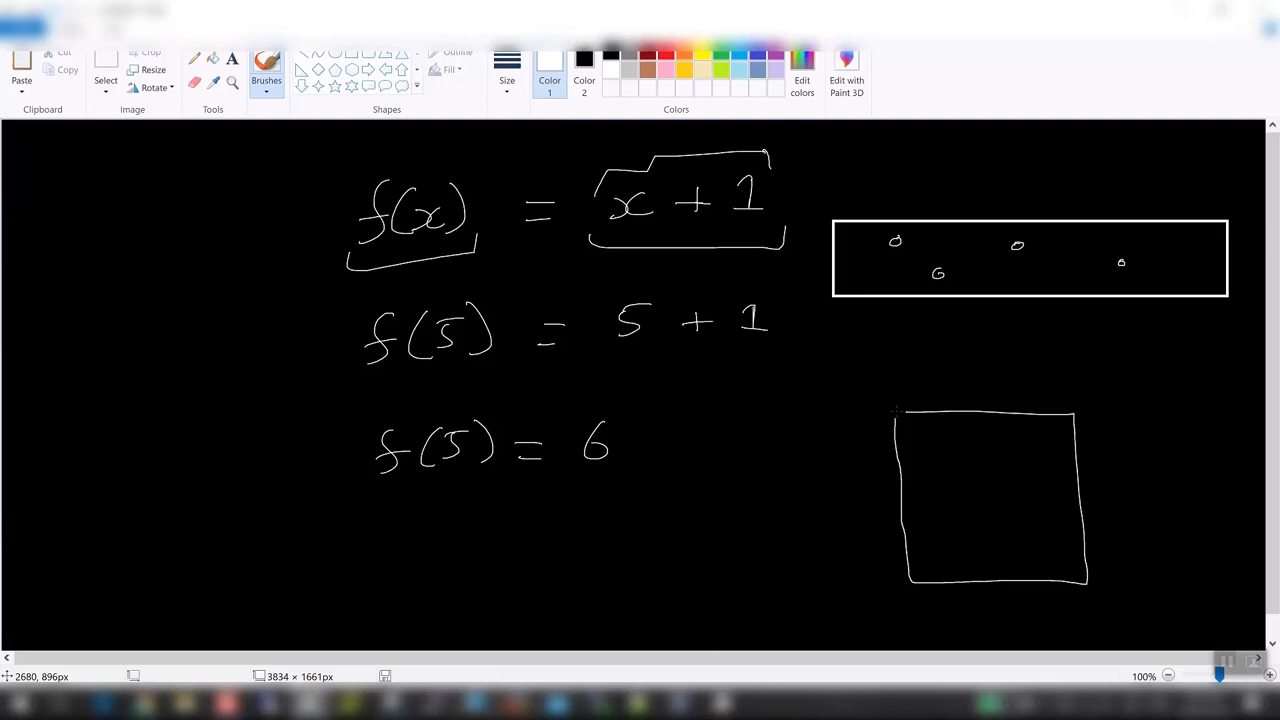 Cut
Crop
Outline
Paste
Copy
Select
Resize
Rotate
A
Brushes
Fill
Size
Color 1
Color 2
Edit colors
Edit with Paint 3D
Clipboard
Image
Tools
Shapes
Colors
f(x) = x + 1
f(5) = 5 + 1
f(5) = 6
2680, 896px
3834 × 1661px
100%